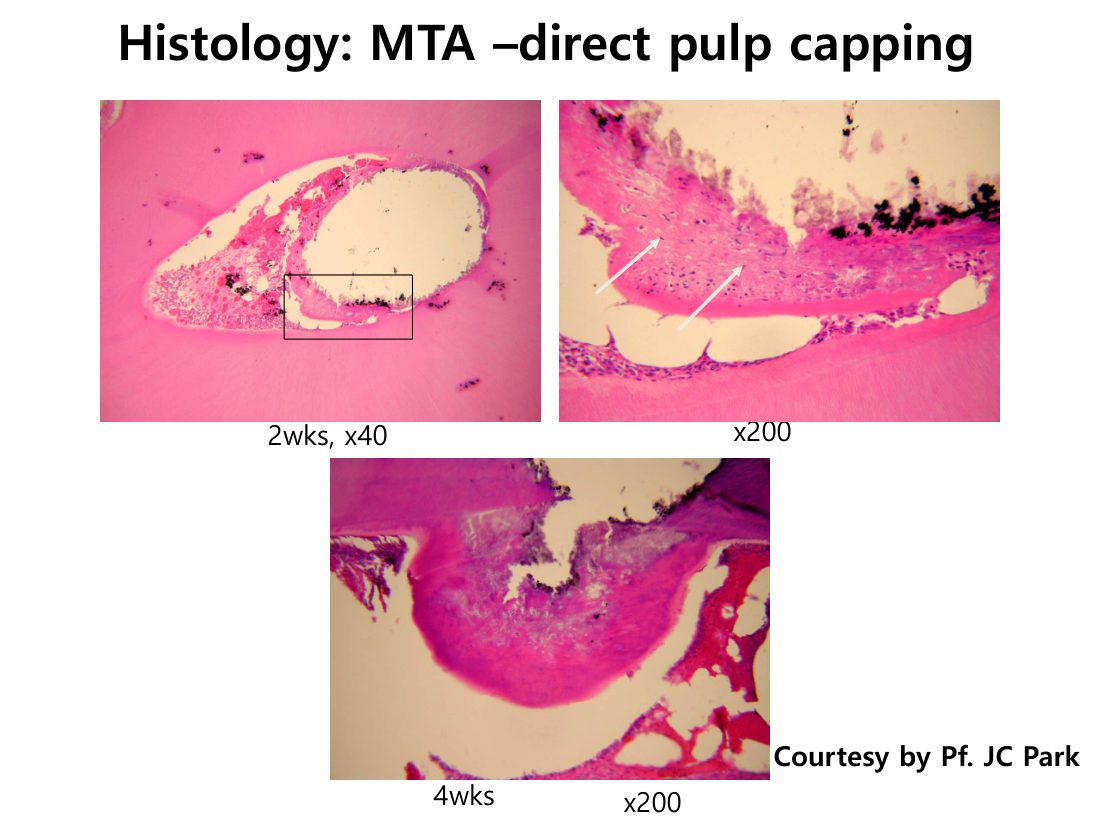 Histology: MTA –direct pulp capping
2wks, x40
x200
Courtesy by Pf. JC Park
4wks
x200